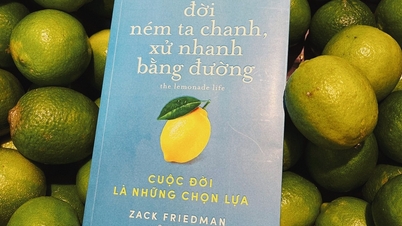 đời
ném ta chanh,
xử nhanh
bằng đường
the lemonade life
CUỘC ĐỜI
LÀ NHỮNG CHỌN LỰA
ZACK FRIEDMAN